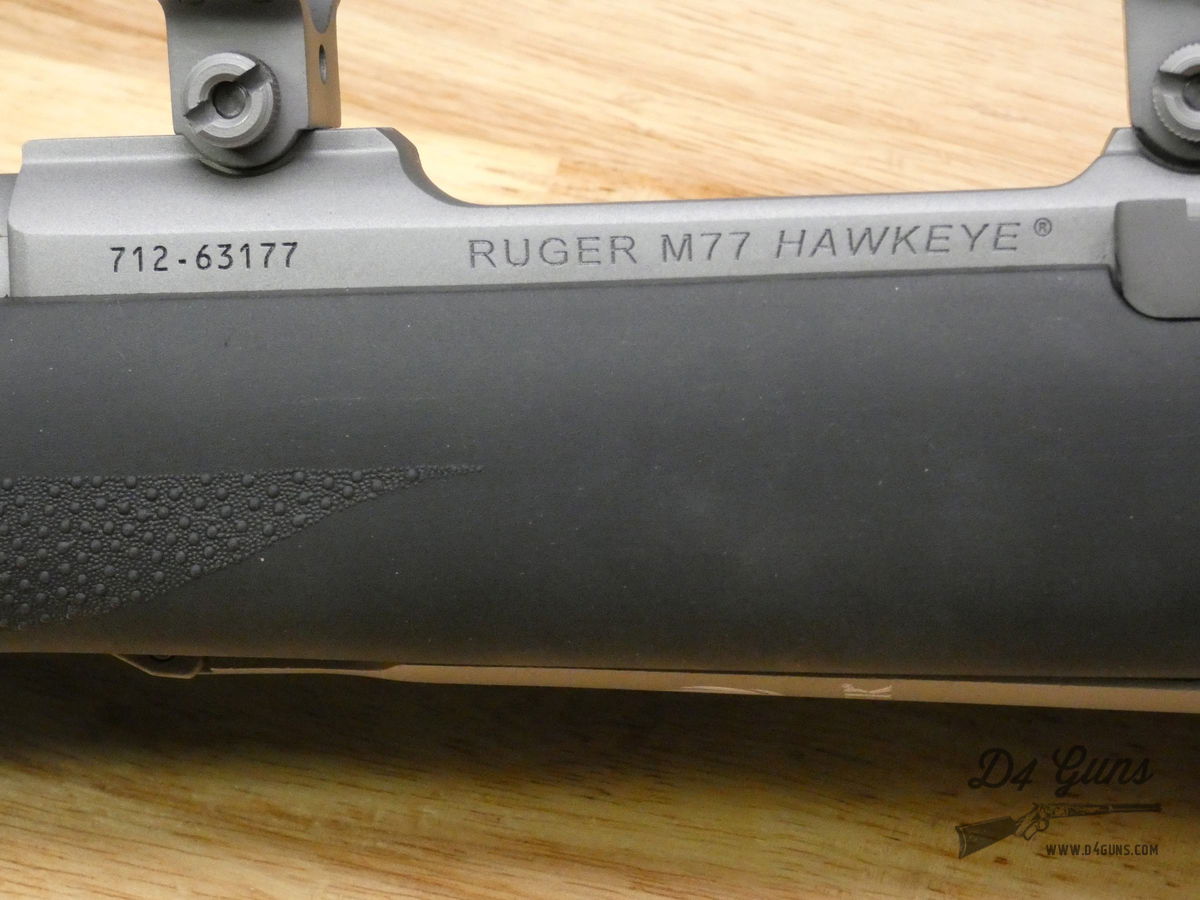 712-63177 RUGER M77 HAWKEYE®
D4 Guns
WWW.D4GUNS.COM